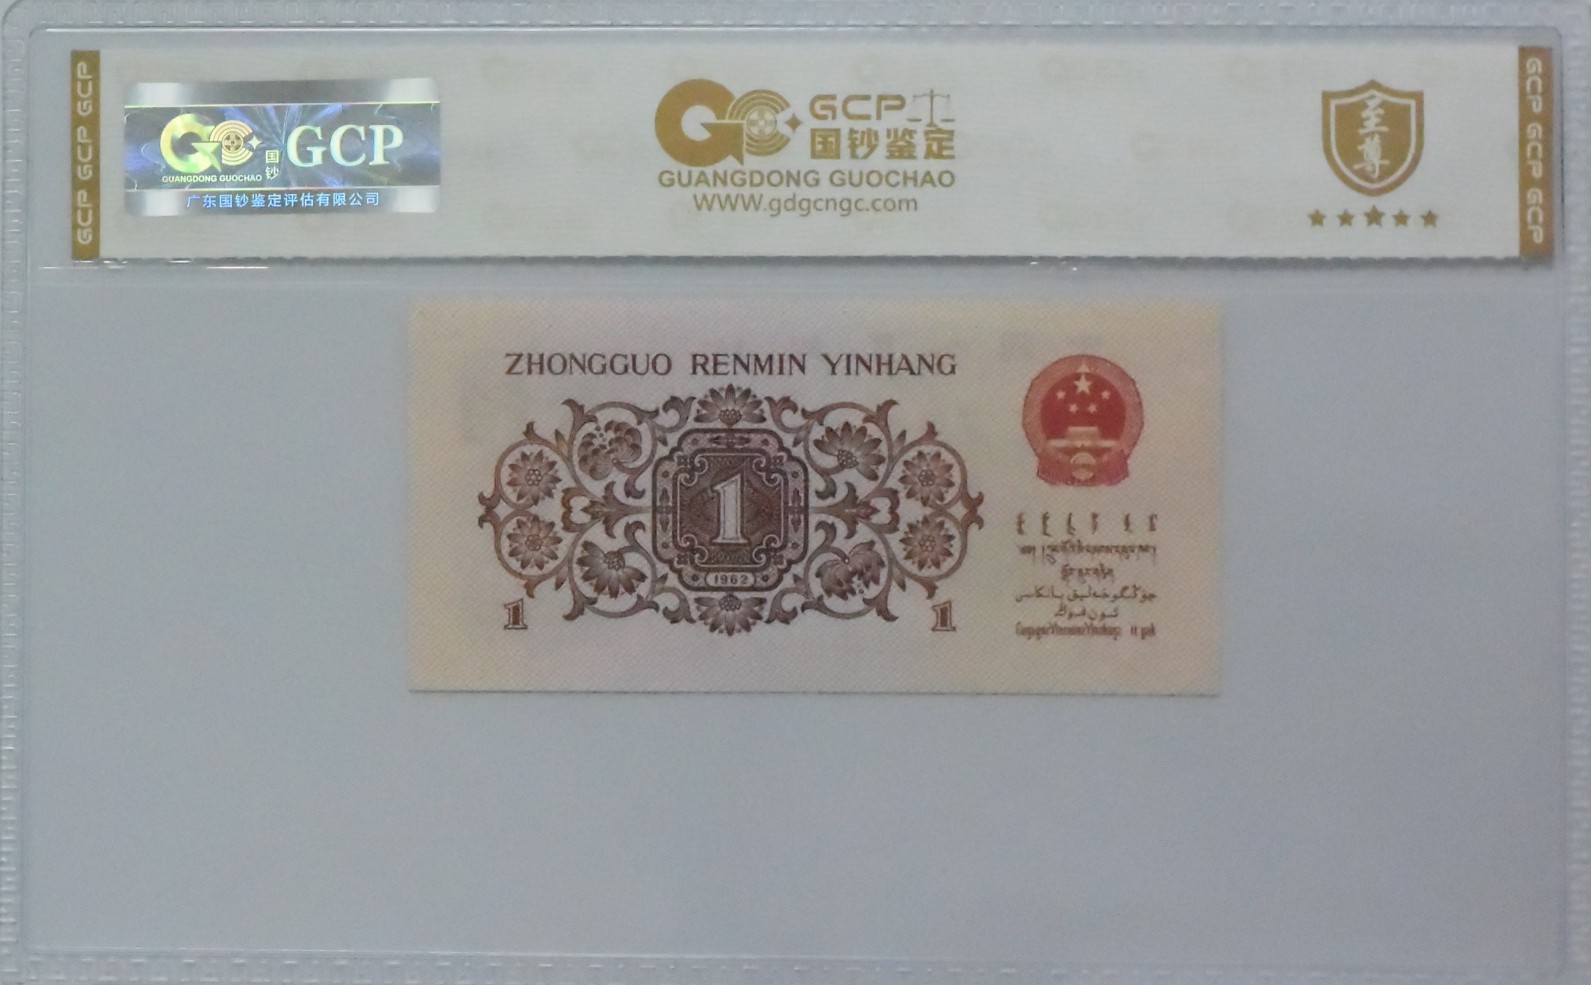 GCP GCP GCP
国钞
GCP
GUANGDONG GUOCHAO
广东国钞鉴定评估有限公司
GCP
国钞鉴定
GUANGDONG GUOCHAO
WWW.gdgcngc.com
至尊
GCP GCP GCP
ZHONGGUO RENMIN YINHANG
1
1962
1 1